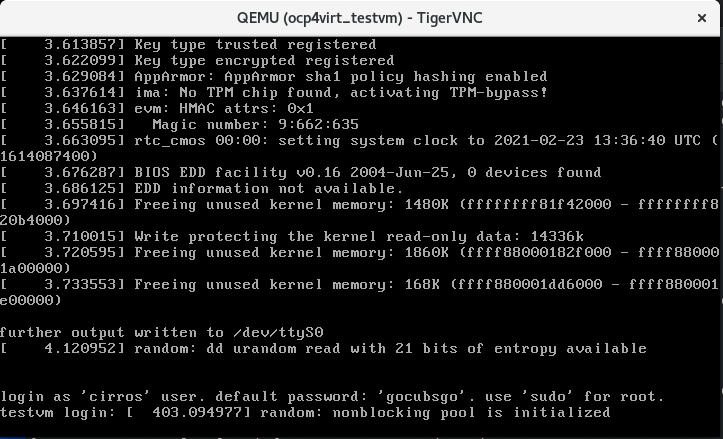 QEMU (ocp4virt_testvm) - TigerVNC
×
[    3.613857] Key type trusted registered
[    3.622099] Key type encrypted registered
[    3.629084] AppArmor: AppArmor sha1 policy hashing enabled
[    3.637614] ima: No TPM chip found, activating TPM-bypass!
[    3.646163] evm: HMAC attrs: 0x1
[    3.655815]   Magic number: 9:662:635
[    3.663095] rtc_cmos 00:00: setting system clock to 2021-02-23 13:36:40 UTC (
1614087400)
[    3.676287] BIOS EDD facility v0.16 2004-Jun-25, 0 devices found
[    3.686125] EDD information not available.
[    3.697416] Freeing unused kernel memory: 1480K (ffffffff81f42000 - ffffffff8
20b4000)
[    3.710015] Write protecting the kernel read-only data: 14336k
[    3.720595] Freeing unused kernel memory: 1860K (ffff88000182f000 - ffff88000
1a00000)
[    3.733553] Freeing unused kernel memory: 168K (ffff880001dd6000 - ffff880001
e00000)
further output written to /dev/ttyS0
[    4.120952] random: dd urandom read with 21 bits of entropy available
login as 'cirros' user. default password: 'gocubsgo'. use 'sudo' for root.
testvm login: [  403.094977] random: nonblocking pool is initialized